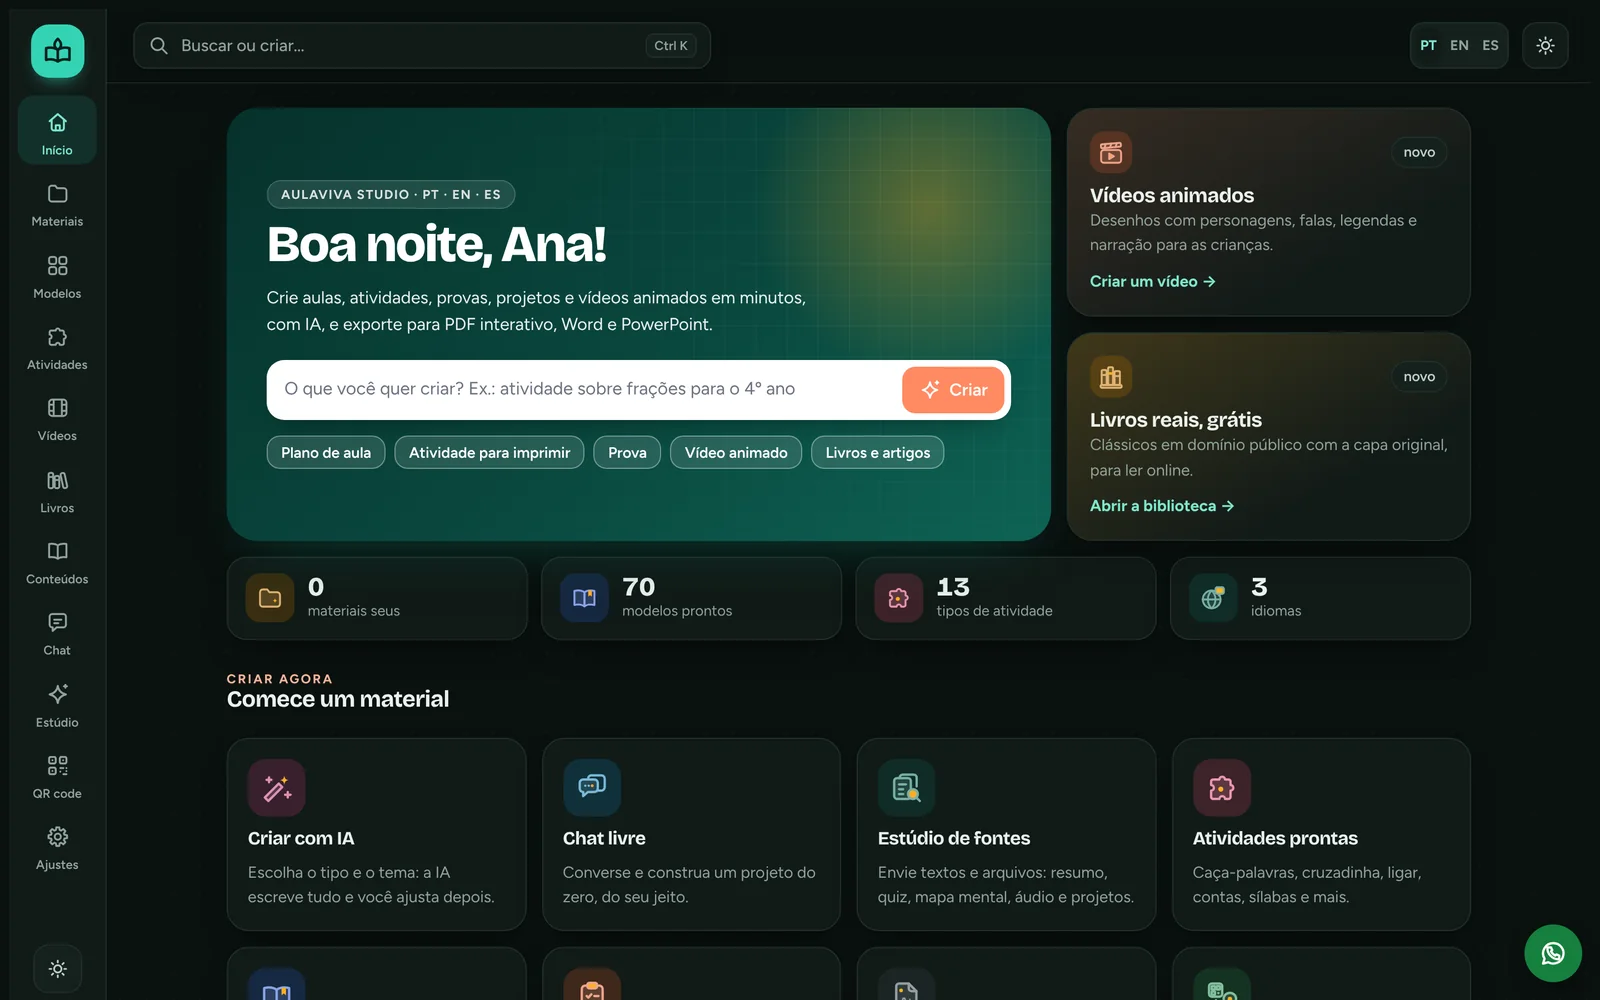 Buscar ou criar...
Ctrl K
PT EN ES
Início
Materiais
Modelos
Atividades
Vídeos
Livros
Conteúdos
Chat
Estúdio
QR code
Ajustes
AULAVIVA STUDIO · PT · EN · ES
Boa noite, Ana!
Crie aulas, atividades, provas, projetos e vídeos animados em minutos,
com IA, e exporte para PDF interativo, Word e PowerPoint.
O que você quer criar? Ex.: atividade sobre frações para o 4º ano
Criar
Plano de aula
Atividade para imprimir
Prova
Vídeo animado
Livros e artigos
novo
Vídeos animados
Desenhos com personagens, falas, legendas e
narração para as crianças.
Criar um vídeo →
novo
Livros reais, grátis
Clássicos em domínio público com a capa original,
para ler online.
Abrir a biblioteca →
0
materiais seus
70
modelos prontos
13
tipos de atividade
3
idiomas
CRIAR AGORA
Comece um material
Criar com IA
Escolha o tipo e o tema: a IA
escreve tudo e você ajusta depois.
Chat livre
Converse e construa um projeto do
zero, do seu jeito.
Estúdio de fontes
Envie textos e arquivos: resumo,
quiz, mapa mental, áudio e projetos.
Atividades prontas
Caça-palavras, cruzadinha, ligar,
contas, sílabas e mais.